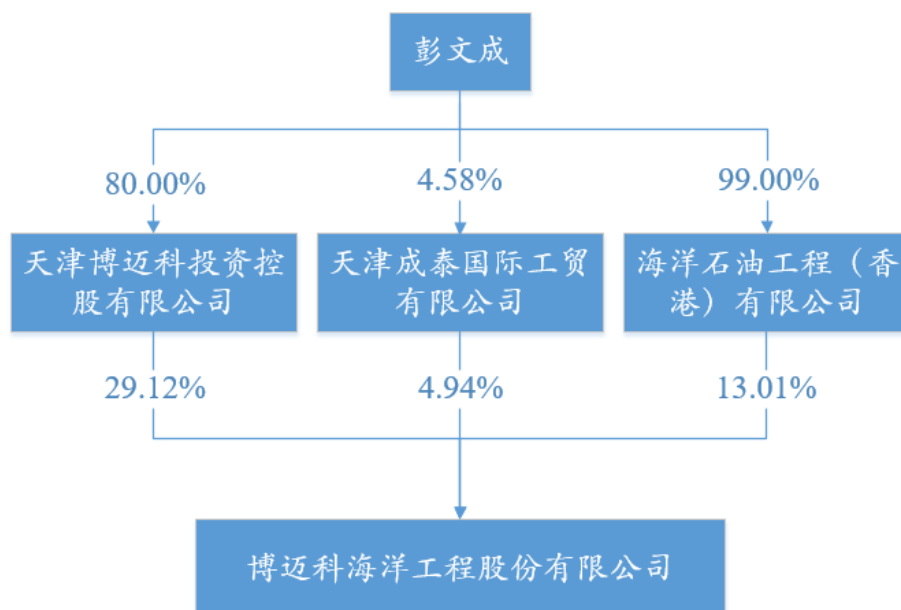 彭文成
80.00%
4.58%
99.00%
天津博迈科投资控
股有限公司
天津成泰国际工贸
有限公司
海洋石油工程（香
港）有限公司
29.12%
4.94%
13.01%
博迈科海洋工程股份有限公司